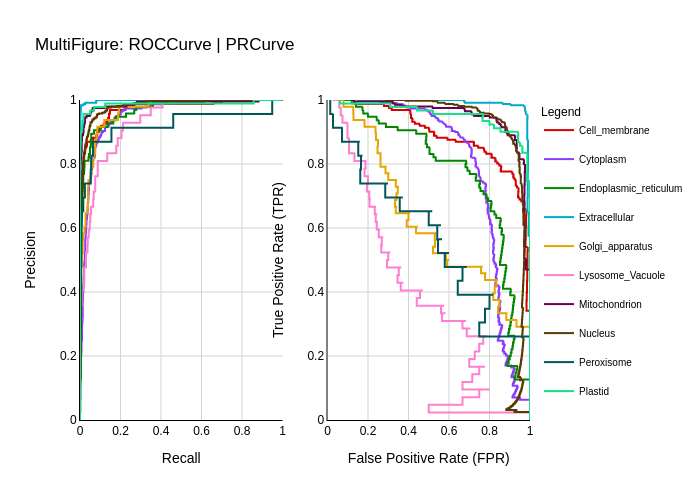 MultiFigure: ROCCurve | PRCurve
Precision
1
0.8
0.6
0.4
0.2
0
0 0.2 0.4 0.6 0.8 1
Recall
True Positive Rate (TPR)
1
0.8
0.6
0.4
0.2
0
0 0.2 0.4 0.6 0.8 1
False Positive Rate (FPR)
Legend
Cell_membrane
Cytoplasm
Endoplasmic_reticulum
Extracellular
Golgi_apparatus
Lysosome_Vacuole
Mitochondrion
Nucleus
Peroxisome
Plastid